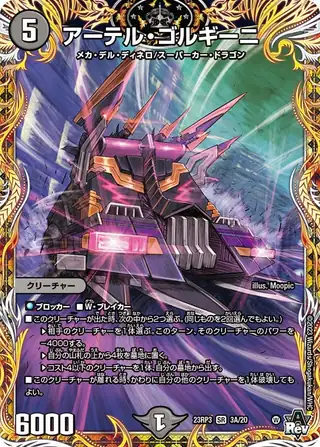 5
アーテル・ゴルギーニ
メカ・デル・ディネロ/スーパーカー・ドラゴン
illus. Moopic
クリーチャー
■ブロッカー ■W・ブレイカー
■このクリーチャーが出た時、次の中から2つ選ぶ。(同じものを2回選んでもよい。)
▶相手のクリーチャーを1体選ぶ。このターン、そのクリーチャーのパワーを
-4000する。
▶自分の山札の上から4枚を墓地に置く。
▶コスト4以下のクリーチャーを1体、自分の墓地から出す。
■このクリーチャーが離れる時、かわりに自分の他のクリーチャーを1体破壊してもよい。
6000
23RP3 SR 3A/20
Rev